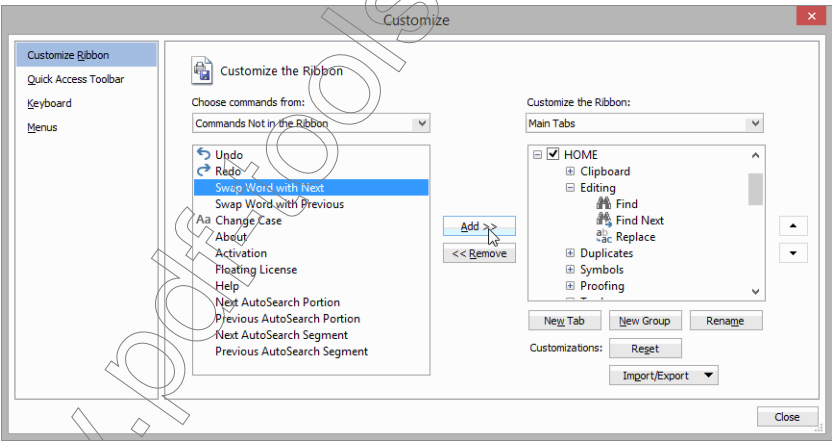 Customize
Customize Ribbon
Quick Access Toolbar
Keyboard
Menus
Customize the Ribbon
Choose commands from:
Commands Not in the Ribbon
Undo
Redo
Swap Word with Next
Swap Word with Previous
Aa Change Case
About
Activation
Floating License
Help
Next AutoSearch Portion
Previous AutoSearch Portion
Next AutoSearch Segment
Previous AutoSearch Segment
Add >>
<< Remove
Customize the Ribbon:
Main Tabs
HOME
Clipboard
Editing
Find
Find Next
Replace
Duplicates
Symbols
Proofing
New Tab
New Group
Rename
Customizations:
Reset
Import/Export
Close
.pdf-tools